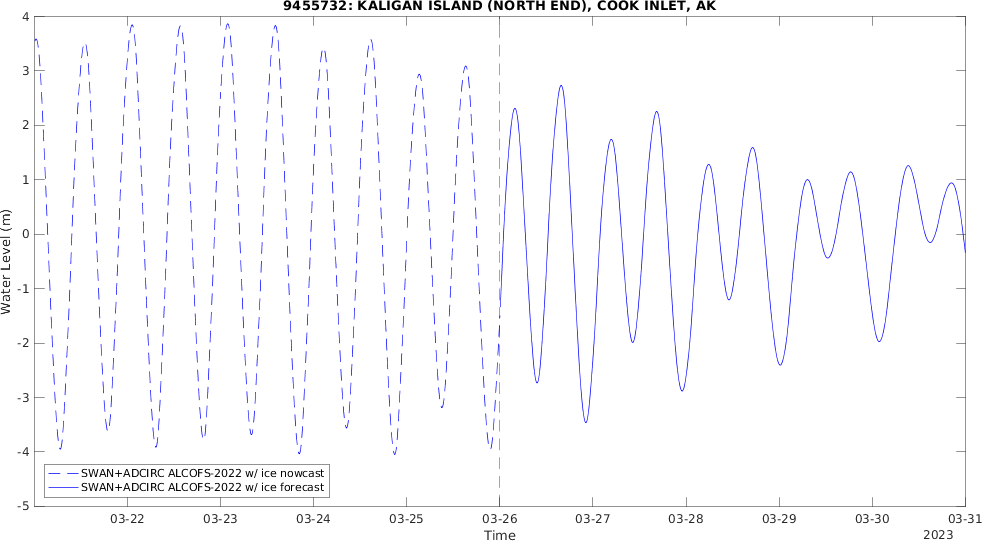 9455732: KALIGAN ISLAND (NORTH END), COOK INLET, AK
4
3
2
1
0
-1
-2
-3
-4
-5
Water Level (m)
SWAN+ADCIRC ALCOFS-2022 w/ ice nowcast
SWAN+ADCIRC ALCOFS-2022 w/ ice forecast
03-22 03-23 03-24 03-25 03-26 03-27 03-28 03-29 03-30 03-31
Time
2023